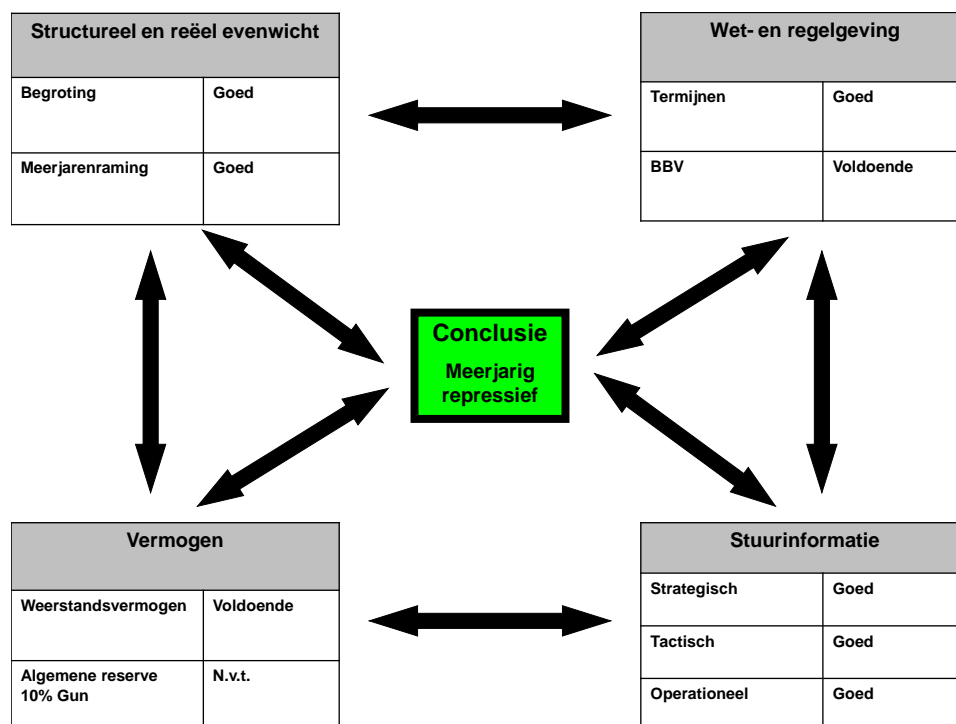 Structureel en reëel evenwicht
Begroting Goed
Meerjarenraming Goed
Wet- en regelgeving
Termijnen Goed
BBV Voldoende
Conclusie
Meerjarig
repressief
Vermogen
Weerstandsvermogen Voldoende
Algemene reserve N.v.t.
10% Gun
Stuurinformatie
Strategisch Goed
Tactisch Goed
Operationeel Goed